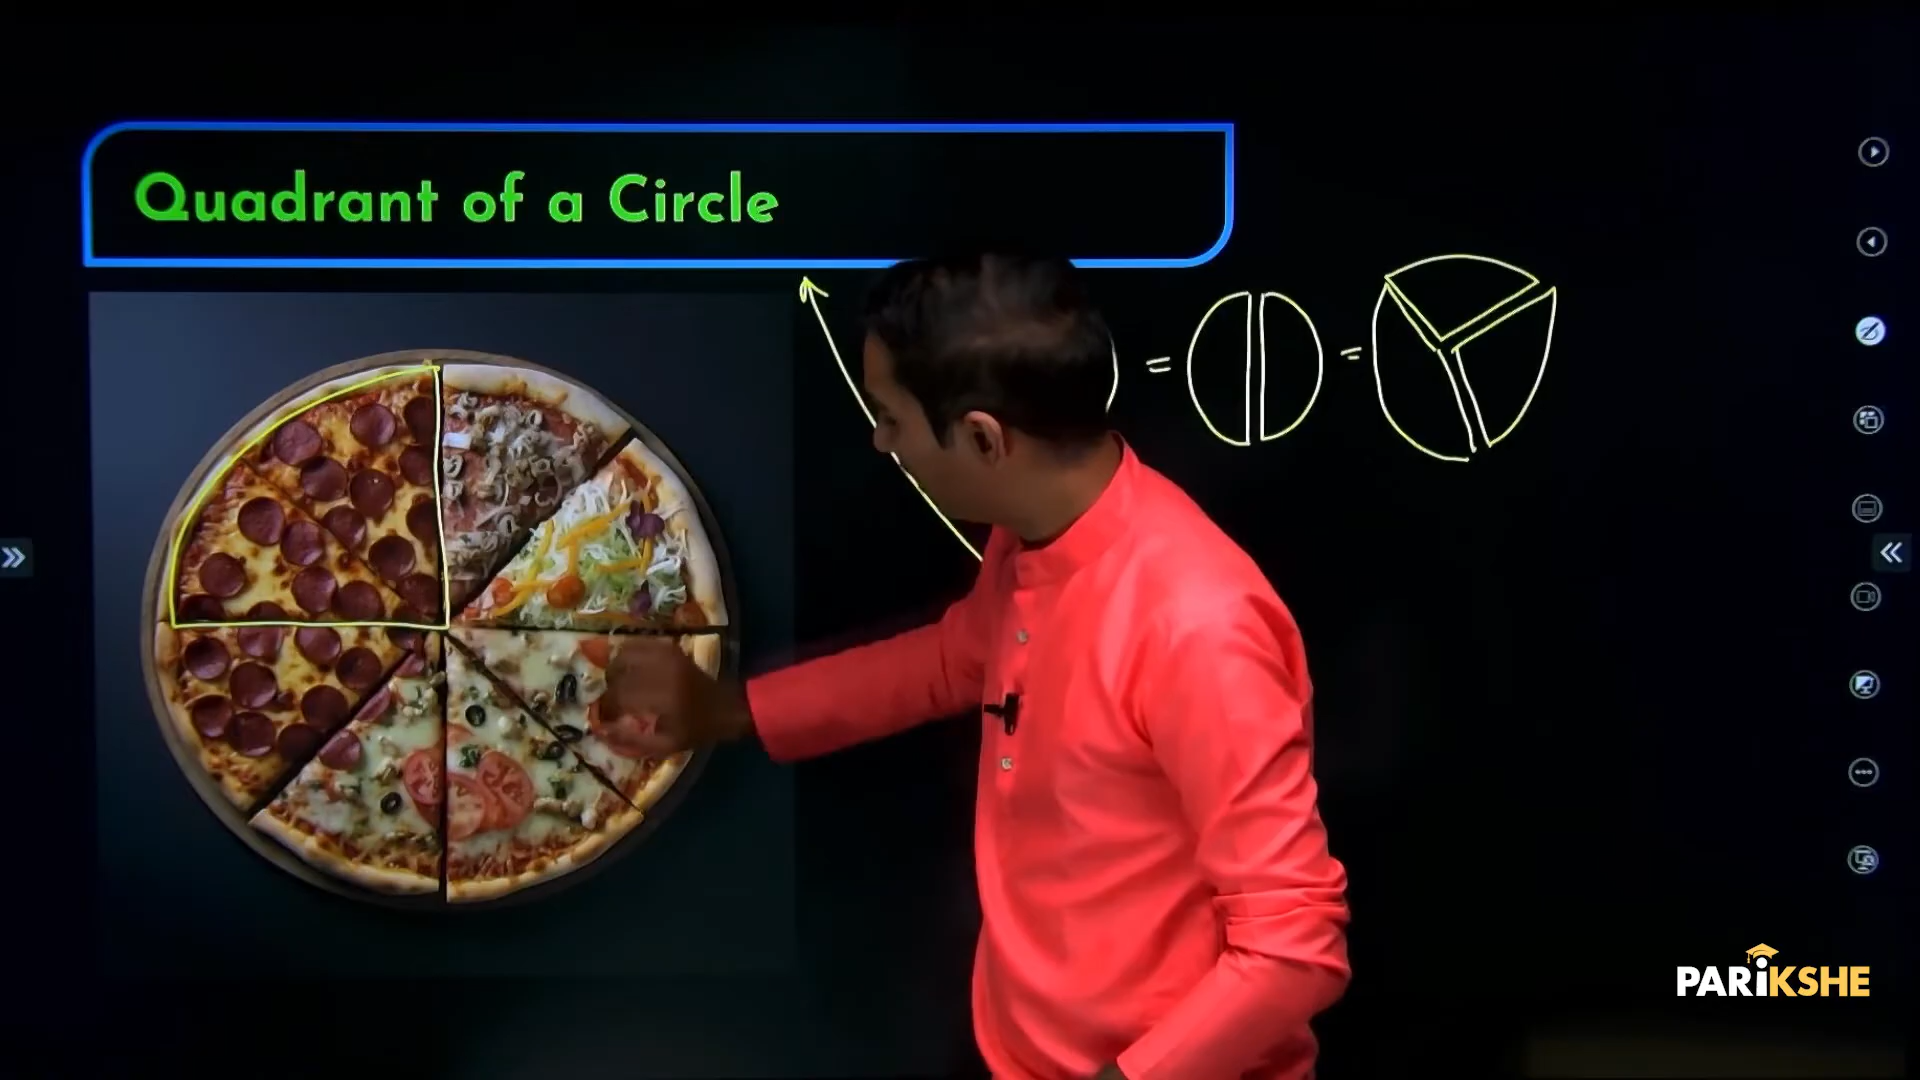 Quadrant of a Circle
= =
PARiKSHE